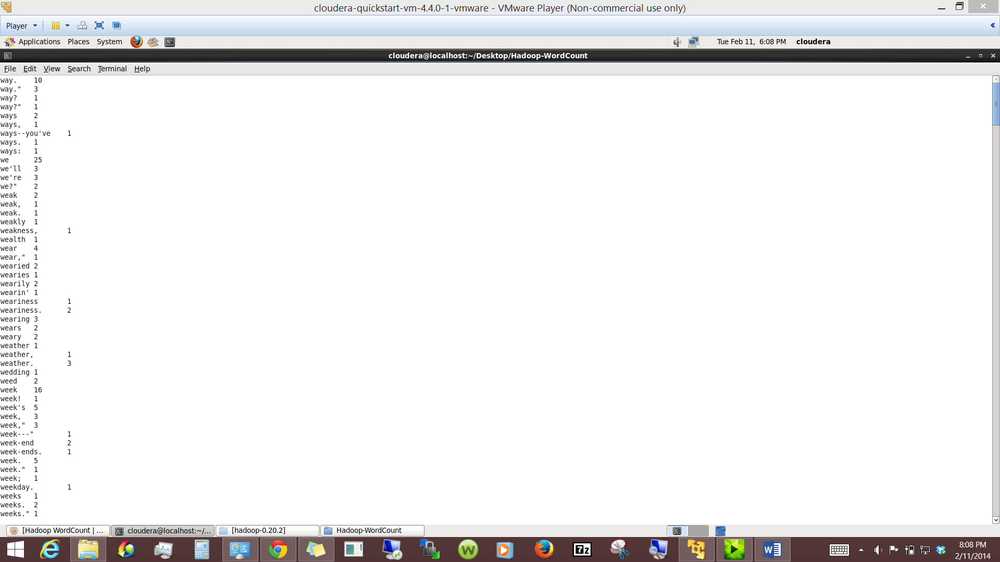 cloudera-quickstart-vm-4.4.0-1-vmware - VMware Player (Non-commercial use only)
Player
Applications Places System Tue Feb 11, 6:08 PM cloudera
cloudera@localhost:~/Desktop/Hadoop-WordCount
File Edit View Search Terminal Help
way. 10
way." 3
way? 1
way?" 1
ways 2
ways, 1
ways--you've 1
ways. 1
ways: 1
we 25
we'll 3
we're 3
we?" 2
weak 2
weak, 1
weak. 1
weakly 1
weakness, 1
wealth 1
wear 4
wear," 1
wearied 2
wearies 1
wearily 2
wearin' 1
weariness 1
weariness. 2
wearing 3
wears 2
weary 2
weather 1
weather, 1
weather. 3
wedding 1
weed 2
week 16
week! 1
week's 5
week, 3
week," 3
week---" 1
week-end 2
week-ends. 1
week. 5
week." 1
week; 1
weekday. 1
weeks 1
weeks. 2
weeks." 1
[Hadoop WordCount | ... cloudera@localhost:~/... [hadoop-0.20.2] Hadoop-WordCount
7z
8:08 PM
2/11/2014